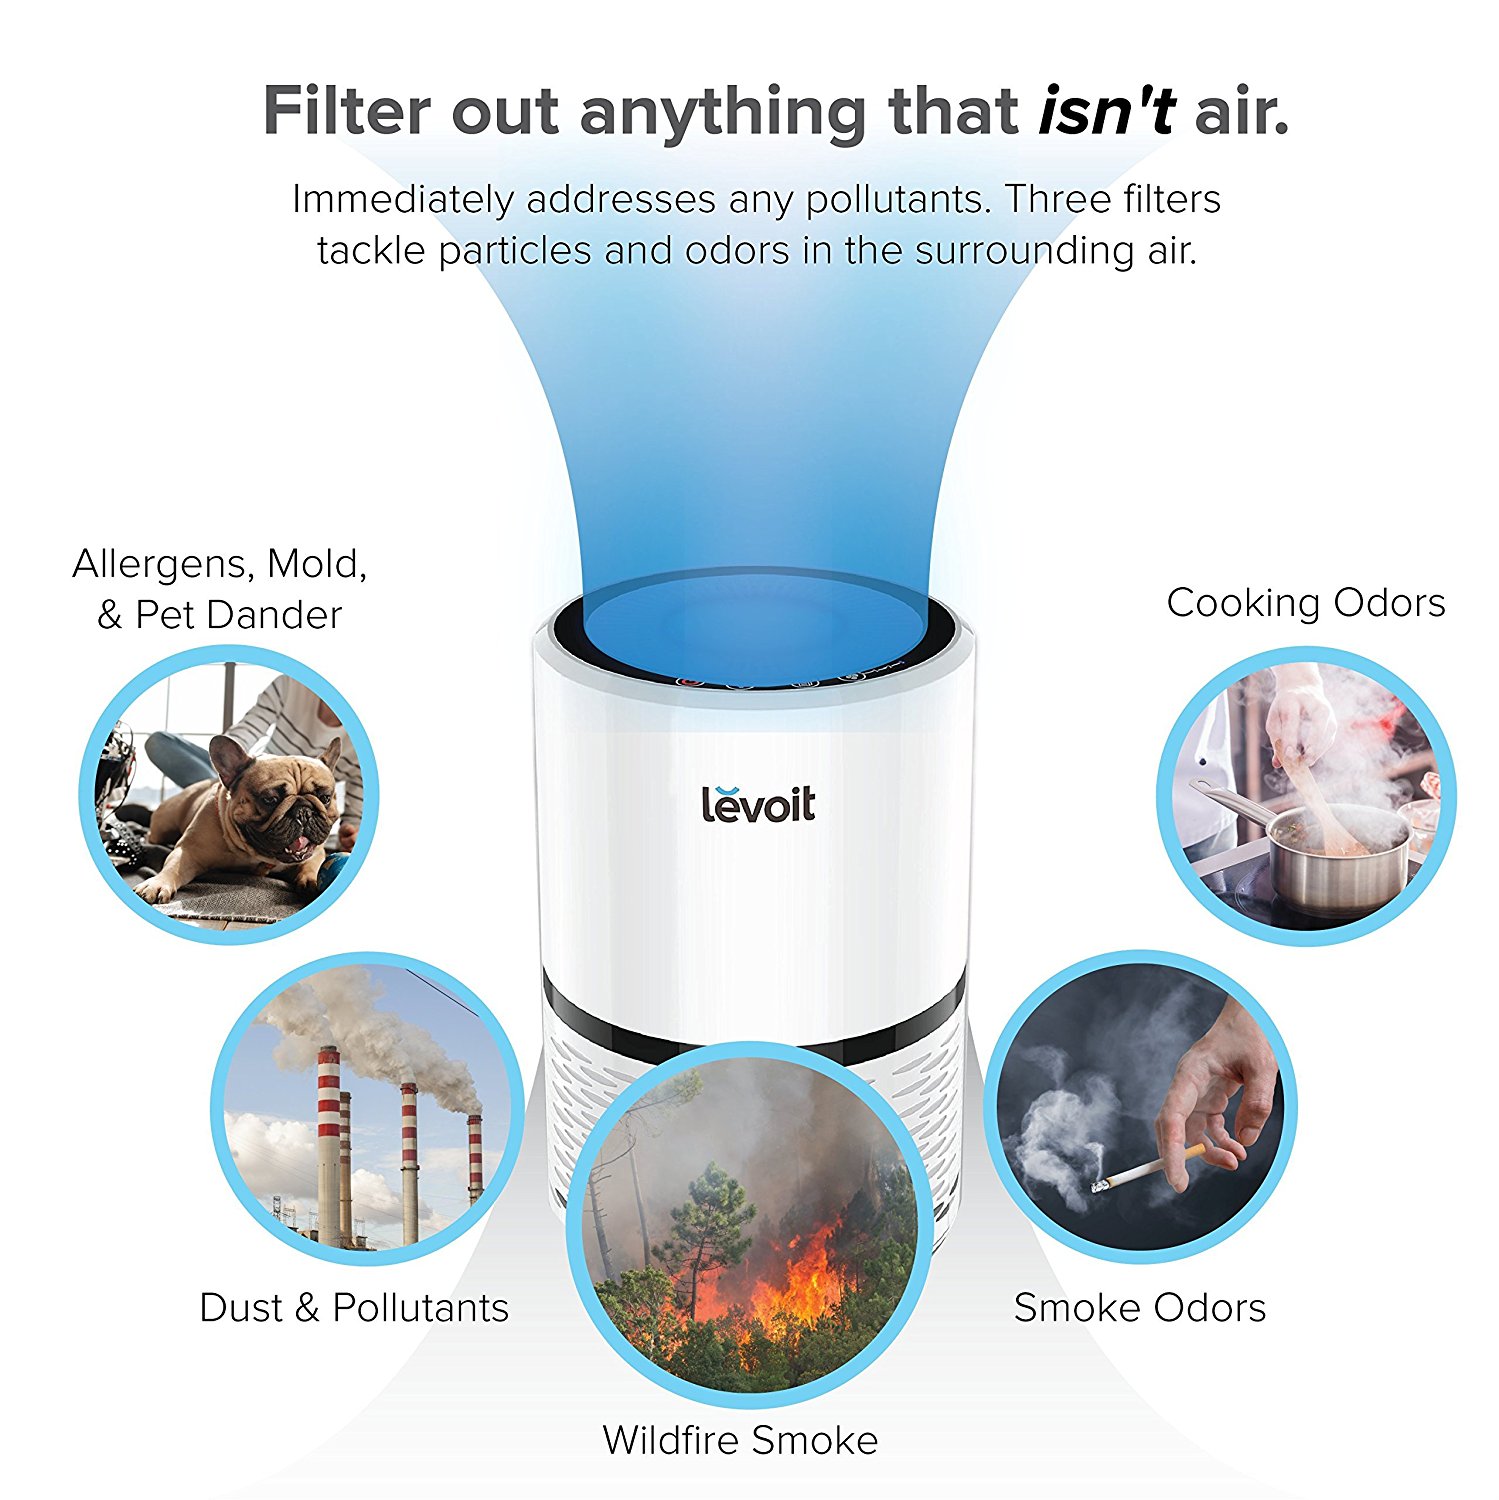 Filter out anything that isn't air.
Immediately addresses any pollutants. Three filters
tackle particles and odors in the surrounding air.
Allergens, Mold,
& Pet Dander
Cooking Odors
levoit
Dust & Pollutants
Smoke Odors
Wildfire Smoke